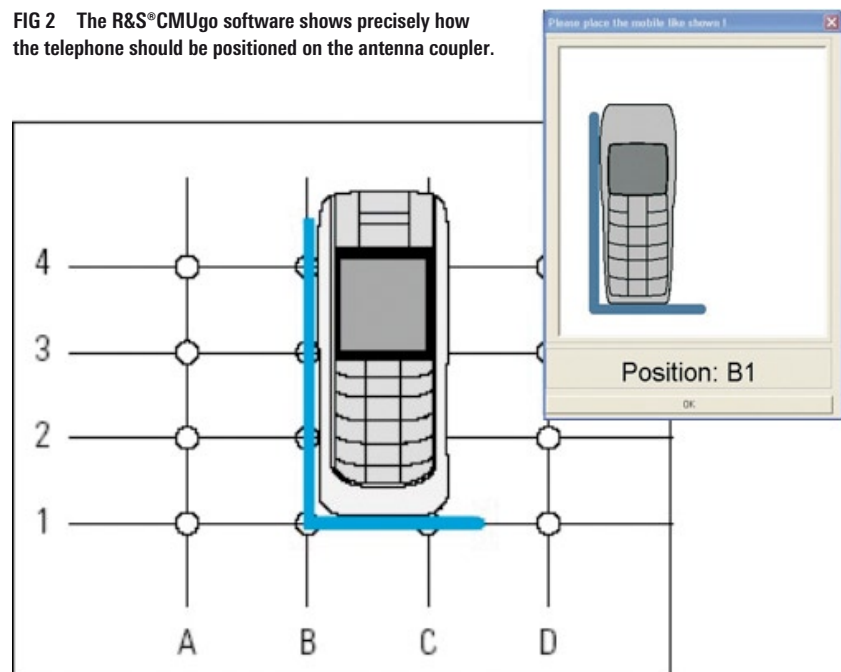 FIG 2 The R&S®CMUgo software shows precisely how
the telephone should be positioned on the antenna coupler.
Please place the mobile like shown !
Position: B1
OK
4
3
2
1
A B C D